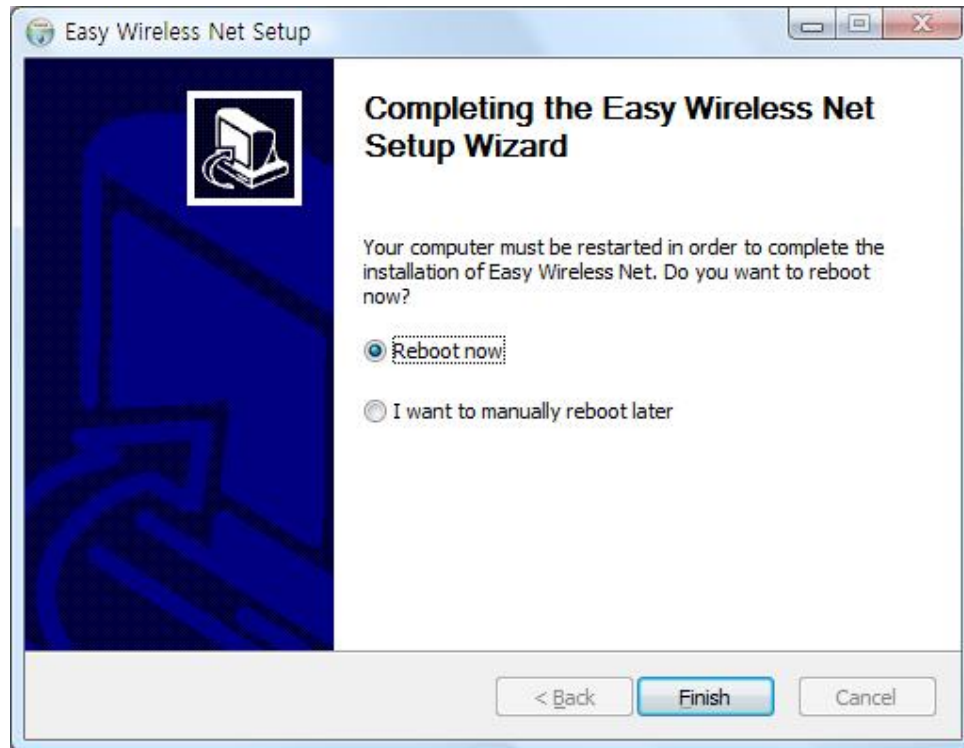 Easy Wireless Net Setup
Completing the Easy Wireless Net
Setup Wizard
Your computer must be restarted in order to complete the
installation of Easy Wireless Net. Do you want to reboot
now?
Reboot now
I want to manually reboot later
< Back
Finish
Cancel